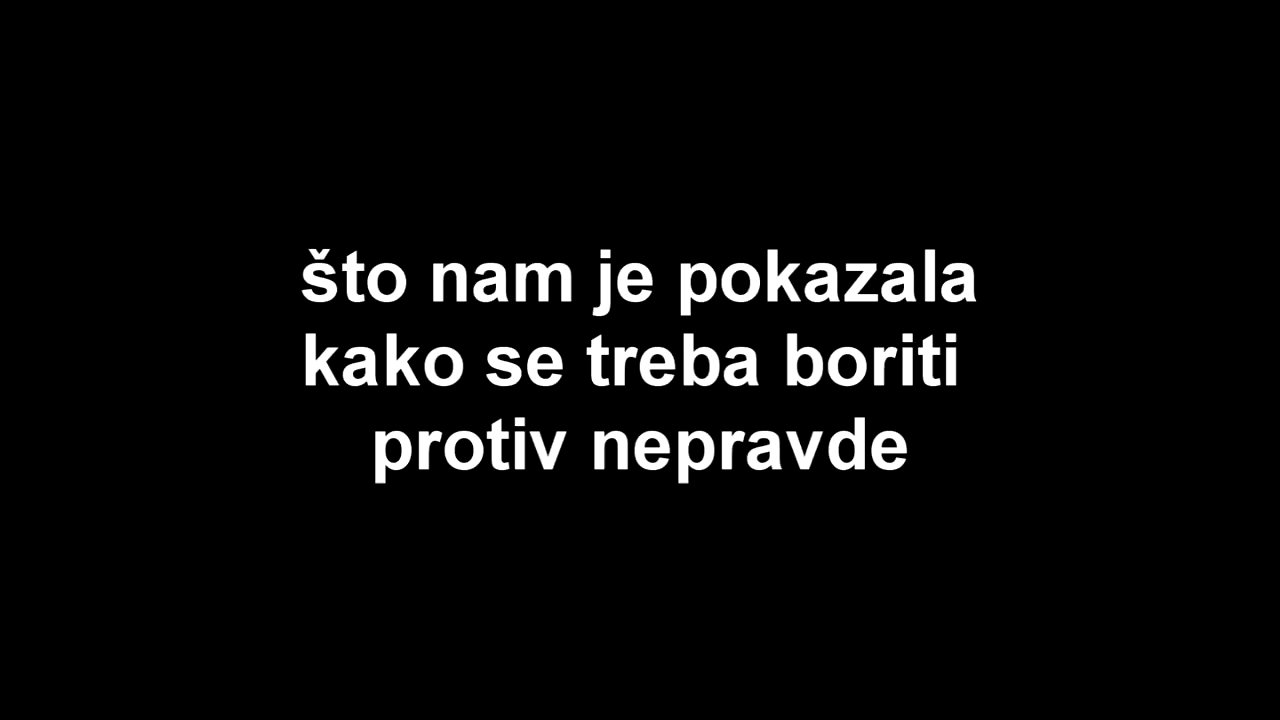 što nam je pokazala
kako se treba boriti
protiv nepravde